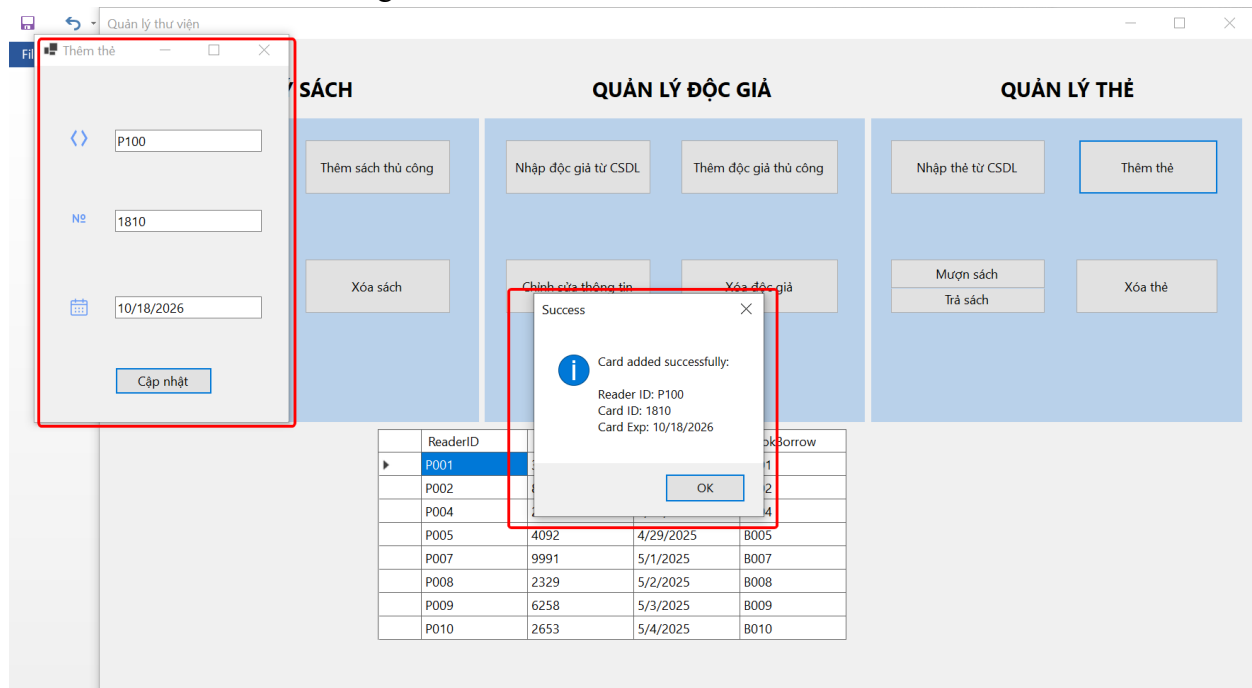 Quản lý thư viện
Thêm thẻ
SÁCH
QUẢN LÝ ĐỘC GIẢ
QUẢN LÝ THẺ
P100
Nº
1810
10/18/2026
Cập nhật
Thêm sách thủ công
Nhập độc giả từ CSDL
Thêm độc giả thủ công
Nhập thẻ từ CSDL
Thêm thẻ
Xóa sách
Chỉnh sửa thông tin
Xóa độc giả
Mượn sách
Trả sách
Xóa thẻ
Success
Card added successfully:
Reader ID: P100
Card ID: 1810
Card Exp: 10/18/2026
OK
ReaderID
P001
P002
P004
P005 4092 4/29/2025 B005
P007 9991 5/1/2025 B007
P008 2329 5/2/2025 B008
P009 6258 5/3/2025 B009
P010 2653 5/4/2025 B010